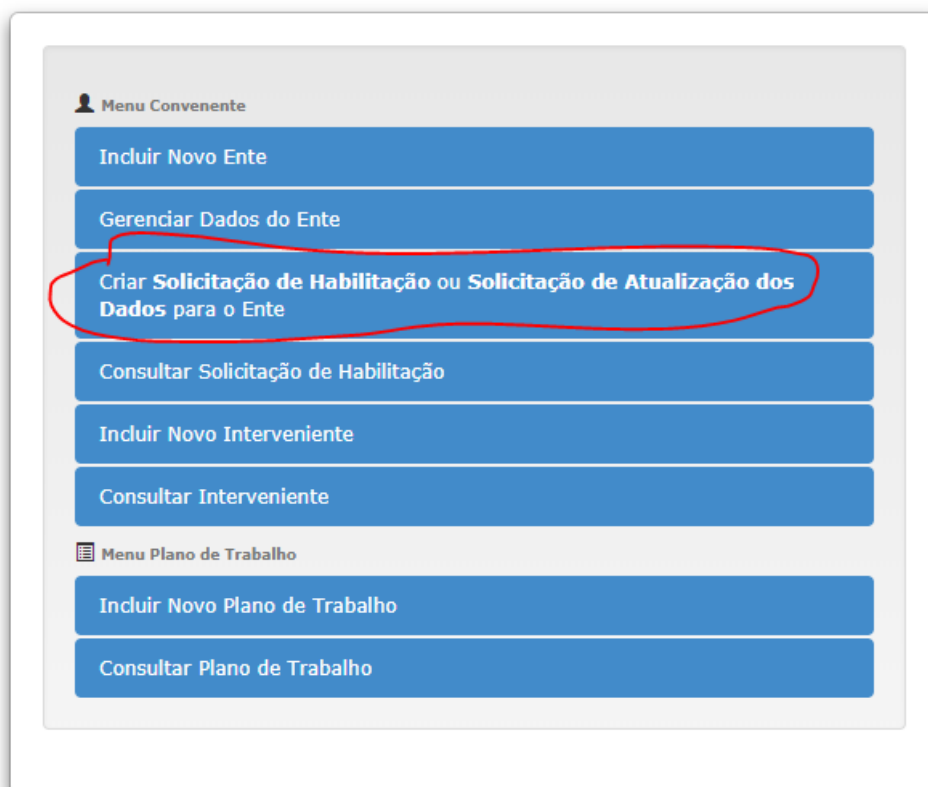 Menu Convenente
Incluir Novo Ente
Gerenciar Dados do Ente
Criar Solicitação de Habilitação ou Solicitação de Atualização dos
Dados para o Ente
Consultar Solicitação de Habilitação
Incluir Novo Interveniente
Consultar Interveniente
Menu Plano de Trabalho
Incluir Novo Plano de Trabalho
Consultar Plano de Trabalho